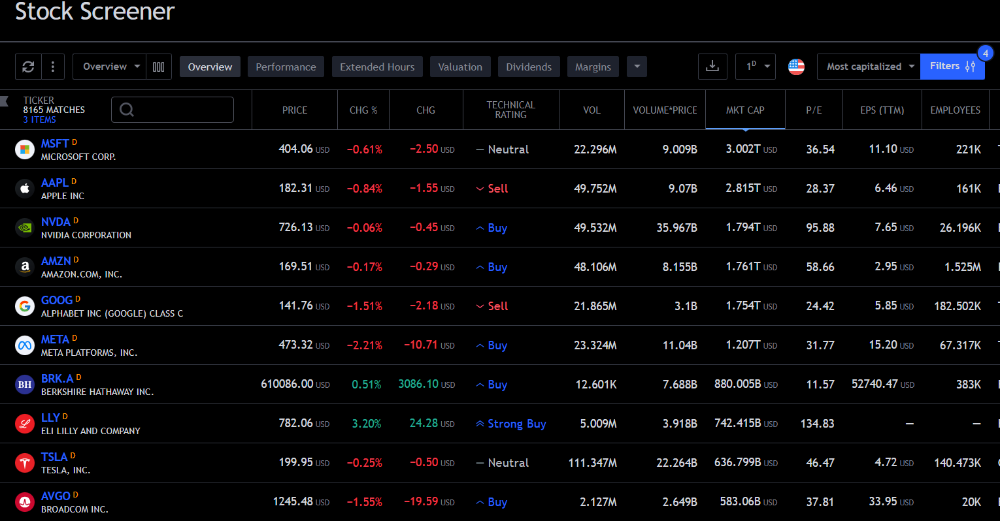 Stock Screener
4
Overview Overview Performance Extended Hours Valuation Dividends Margins 1D Most capitalized Filters
TICKER
8165 MATCHES
3 ITEMS
PRICE CHG % CHG TECHNICAL RATING VOL VOLUME*PRICE MKT CAP P/E EPS (TTM) EMPLOYEES
MSFT D 404.06 USD −0.61% −2.50 USD — Neutral 22.296M 9.009B 3.002T USD 36.54 11.10 USD 221K
MICROSOFT CORP.
AAPL D 182.31 USD −0.84% −1.55 USD Sell 49.752M 9.07B 2.815T USD 28.37 6.46 USD 161K
APPLE INC
NVDA D 726.13 USD −0.06% −0.45 USD Buy 49.532M 35.967B 1.794T USD 95.88 7.65 USD 26.196K
NVIDIA CORPORATION
AMZN D 169.51 USD −0.17% −0.29 USD Buy 48.106M 8.155B 1.761T USD 58.66 2.95 USD 1.525M
AMAZON.COM, INC.
GOOG D 141.76 USD −1.51% −2.18 USD Sell 21.865M 3.1B 1.754T USD 24.42 5.85 USD 182.502K
ALPHABET INC (GOOGLE) CLASS C
META D 473.32 USD −2.21% −10.71 USD Buy 23.324M 11.04B 1.207T USD 31.77 15.20 USD 67.317K
META PLATFORMS, INC.
BH BRK.A D 610086.00 USD 0.51% 3086.10 USD Buy 12.601K 7.688B 880.005B USD 11.57 52740.47 USD 383K
BERKSHIRE HATHAWAY INC.
LLY D 782.06 USD 3.20% 24.28 USD Strong Buy 5.009M 3.918B 742.415B USD 134.83 — —
ELI LILLY AND COMPANY
TSLA D 199.95 USD −0.25% −0.50 USD — Neutral 111.347M 22.264B 636.799B USD 46.47 4.72 USD 140.473K
TESLA, INC.
AVGO D 1245.48 USD −1.55% −19.59 USD Buy 2.127M 2.649B 583.06B USD 37.81 33.95 USD 20K
BROADCOM INC.